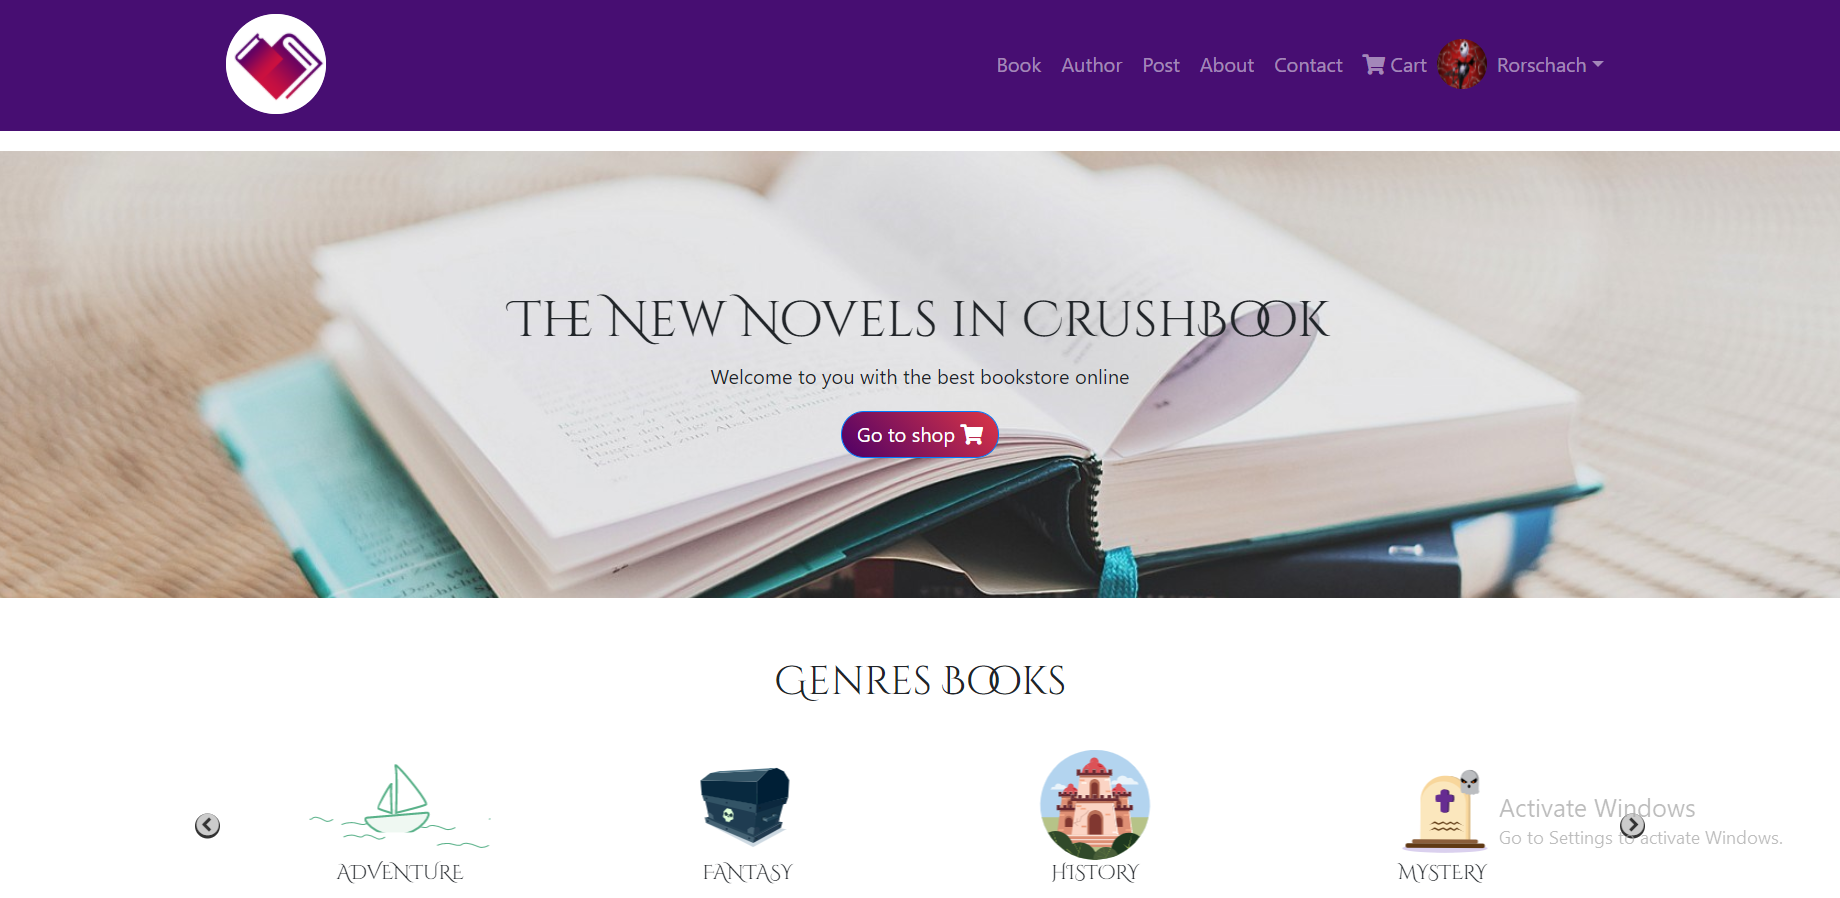 Book Author Post About Contact Cart Rorschach
The New Novels in CrushBook
Welcome to you with the best bookstore online
Go to shop
Genres Books
Adventure Fantasy History Mystery
Activate Windows
Go to Settings to activate Windows.